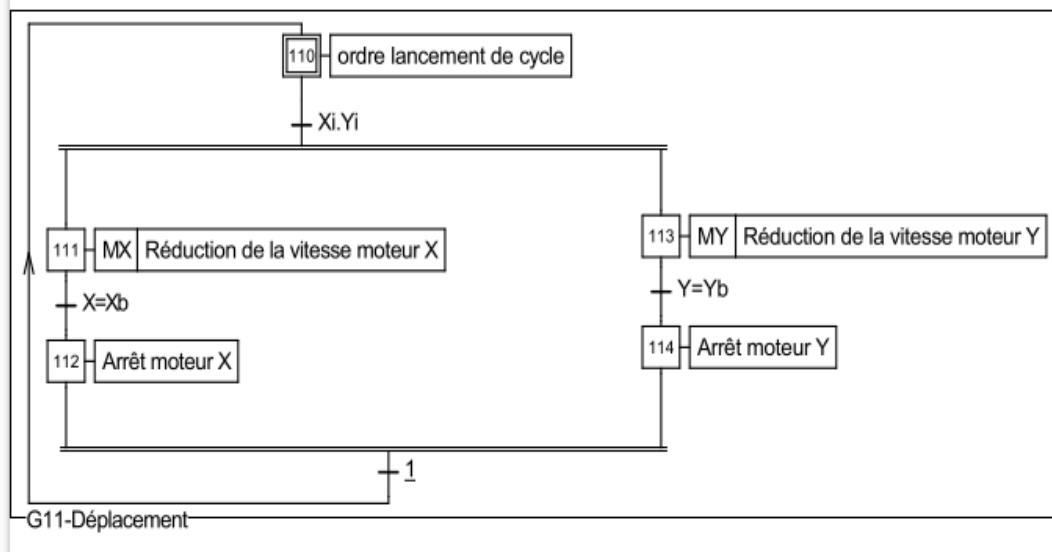 110 ordre lancement de cycle
Xi.Yi
111 MX Réduction de la vitesse moteur X
113 MY Réduction de la vitesse moteur Y
X=Xb
Y=Yb
112 Arrêt moteur X
114 Arrêt moteur Y
1
G11-Déplacement